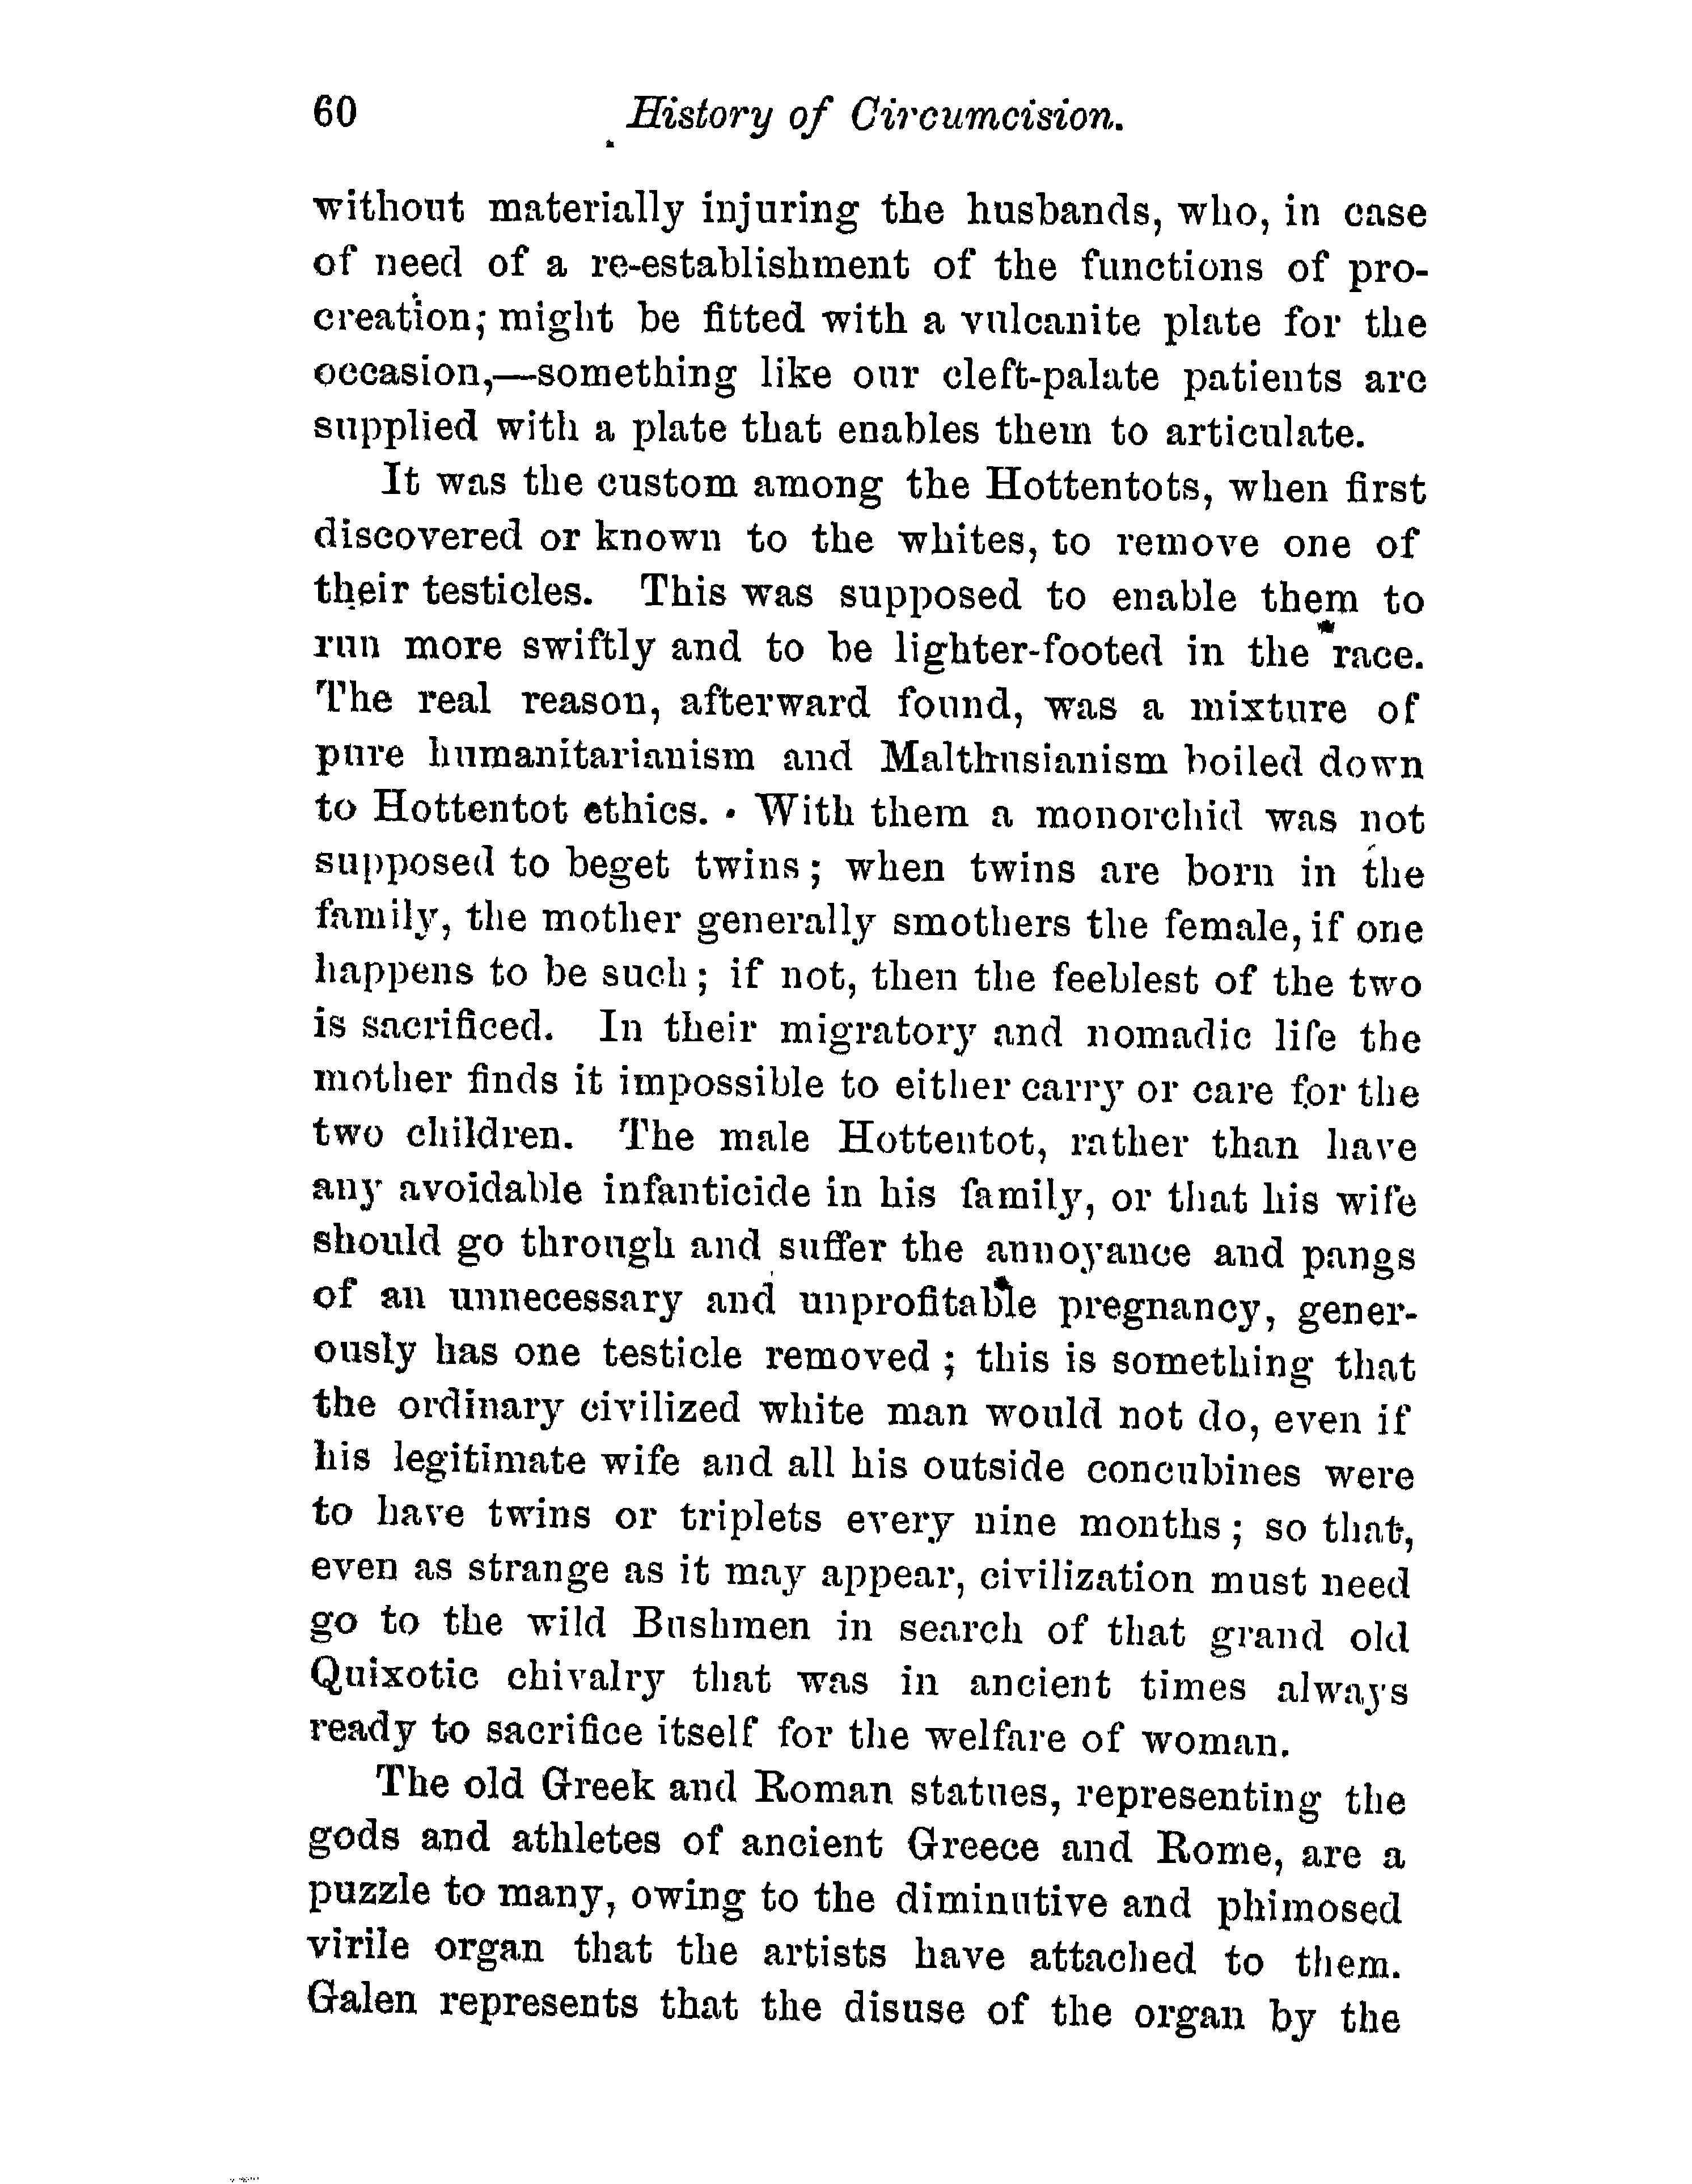 60 History of Circumcision.
without materially injuring the husbands, who, in case
of need of a re-establishment of the functions of pro-
creation; might be fitted with a vulcanite plate for the
occasion,—something like our cleft-palate patients are
supplied with a plate that enables them to articulate.
It was the custom among the Hottentots, when first
discovered or known to the whites, to remove one of
their testicles. This was supposed to enable them to
run more swiftly and to be lighter-footed in the race.
The real reason, afterward found, was a mixture of
pure humanitarianism and Malthusianism boiled down
to Hottentot ethics. With them a monorchid was not
supposed to beget twins; when twins are born in the
family, the mother generally smothers the female, if one
happens to be such; if not, then the feeblest of the two
is sacrificed. In their migratory and nomadic life the
mother finds it impossible to either carry or care for the
two children. The male Hottentot, rather than have
any avoidable infanticide in his family, or that his wife
should go through and suffer the annoyance and pangs
of an unnecessary and unprofitable pregnancy, gener-
ously has one testicle removed; this is something that
the ordinary civilized white man would not do, even if
his legitimate wife and all his outside concubines were
to have twins or triplets every nine months; so that,
even as strange as it may appear, civilization must need
go to the wild Bushmen in search of that grand old
Quixotic chivalry that was in ancient times always
ready to sacrifice itself for the welfare of woman.
The old Greek and Roman statues, representing the
gods and athletes of ancient Greece and Rome, are a
puzzle to many, owing to the diminutive and phimosed
virile organ that the artists have attached to them.
Galen represents that the disuse of the organ by the